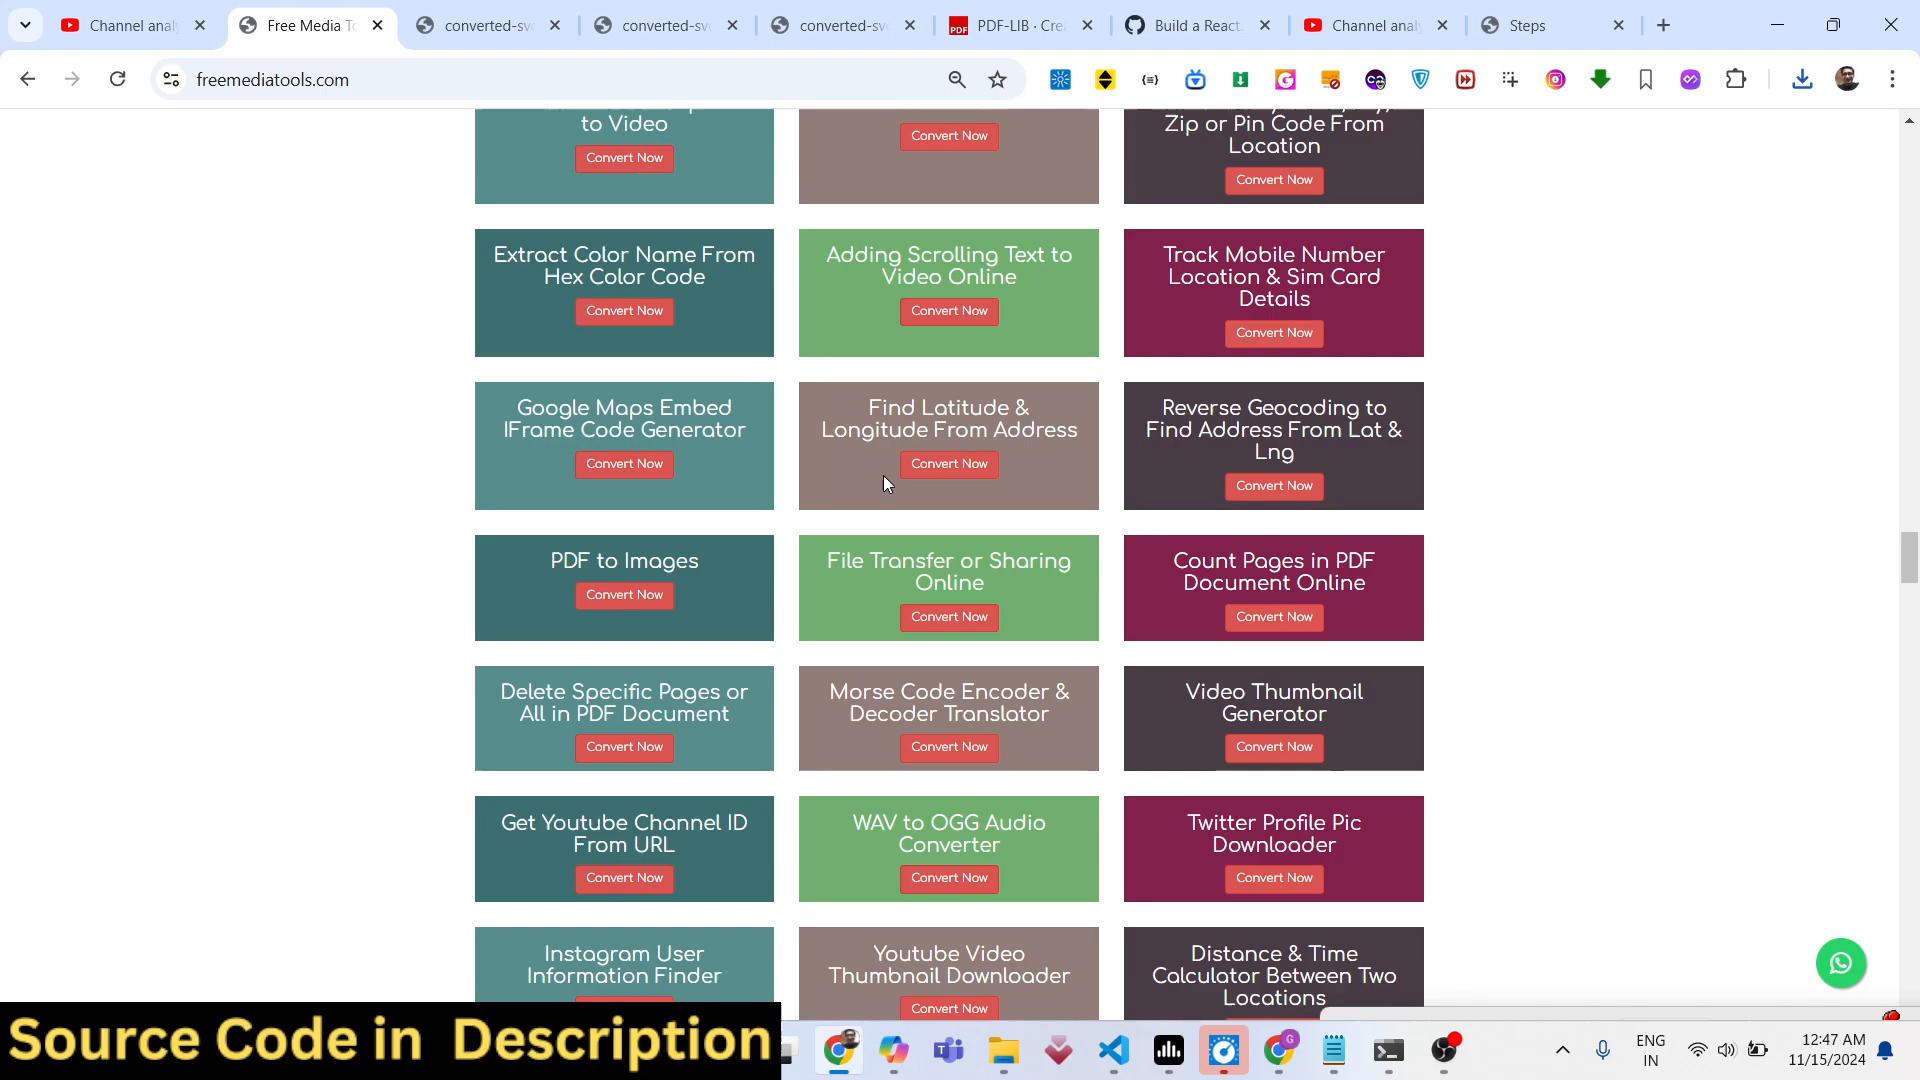 Channel anal
Free Media To
converted-svg
converted-sv
converted-sv
PDF-LIB · Cre
Build a React
Channel anal
Steps
freemediatools.com
to Video
Convert Now
Convert Now
Zip or Pin Code From
Location
Convert Now
Extract Color Name From
Hex Color Code
Convert Now
Adding Scrolling Text to
Video Online
Convert Now
Track Mobile Number
Location & Sim Card
Details
Convert Now
Google Maps Embed
IFrame Code Generator
Convert Now
Find Latitude &
Longitude From Address
Convert Now
Reverse Geocoding to
Find Address From Lat &
Lng
Convert Now
PDF to Images
Convert Now
File Transfer or Sharing
Online
Convert Now
Count Pages in PDF
Document Online
Convert Now
Delete Specific Pages or
All in PDF Document
Convert Now
Morse Code Encoder &
Decoder Translator
Convert Now
Video Thumbnail
Generator
Convert Now
Get Youtube Channel ID
From URL
Convert Now
WAV to OGG Audio
Converter
Convert Now
Twitter Profile Pic
Downloader
Convert Now
Instagram User
Information Finder
Youtube Video
Thumbnail Downloader
Convert Now
Distance & Time
Calculator Between Two
Locations
Source Code in Description
ENG
IN
12:47 AM
11/15/2024